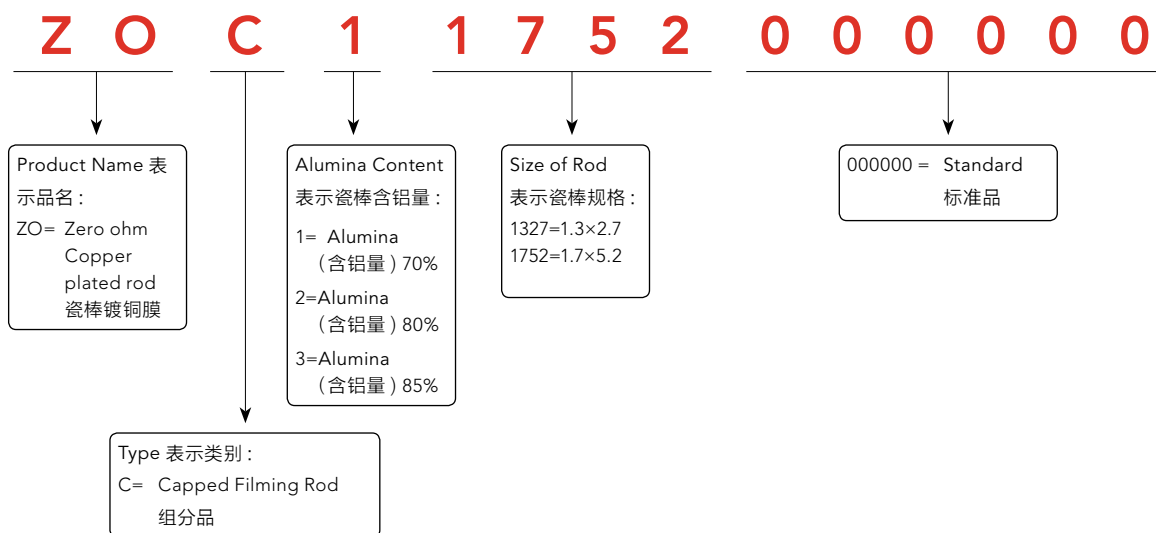 Z O C 1 1 7 5 2 0 0 0 0 0 0
Product Name 表
示品名 :
ZO= Zero ohm
Copper
plated rod
瓷棒镀铜膜
Alumina Content
表示瓷棒含铝量 :
1= Alumina
(含铝量 ) 70%
2=Alumina
(含铝量 ) 80%
3=Alumina
(含铝量 ) 85%
Size of Rod
表示瓷棒规格 :
1327=1.3×2.7
1752=1.7×5.2
000000 = Standard
标准品
Type 表示类别 :
C= Capped Filming Rod
组分品